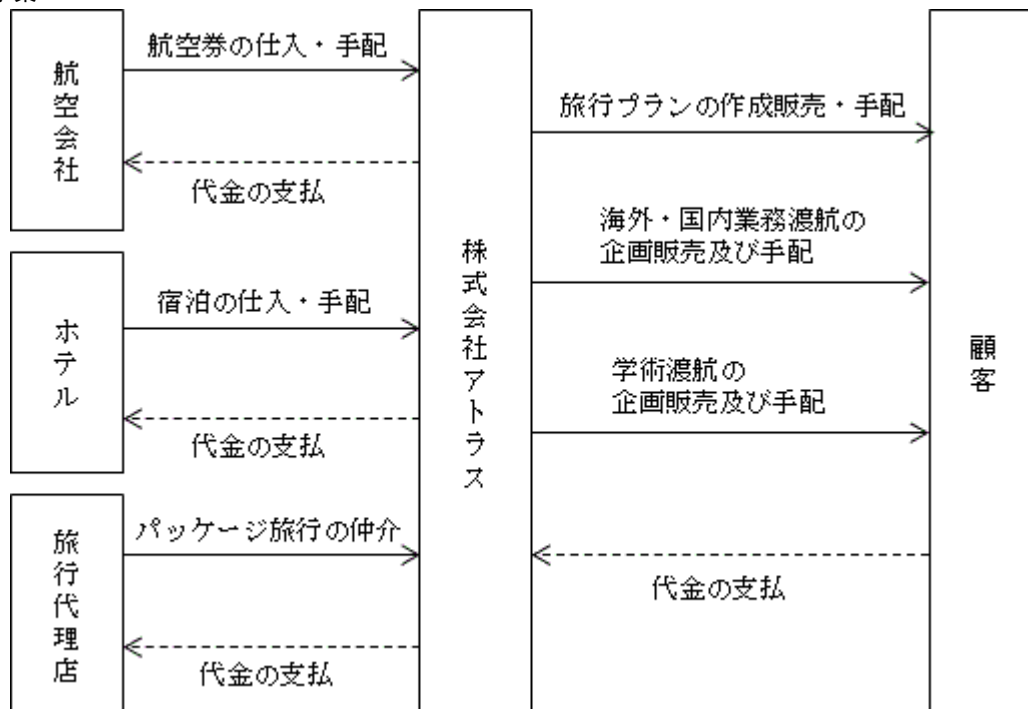 航空会社
航空券の仕入・手配
代金の支払
ホテル
宿泊の仕入・手配
代金の支払
旅行代理店
パッケージ旅行の仲介
代金の支払
株式会社アトラス
旅行プランの作成販売・手配
海外・国内業務渡航の
企画販売及び手配
学術渡航の
企画販売及び手配
代金の支払
顧客